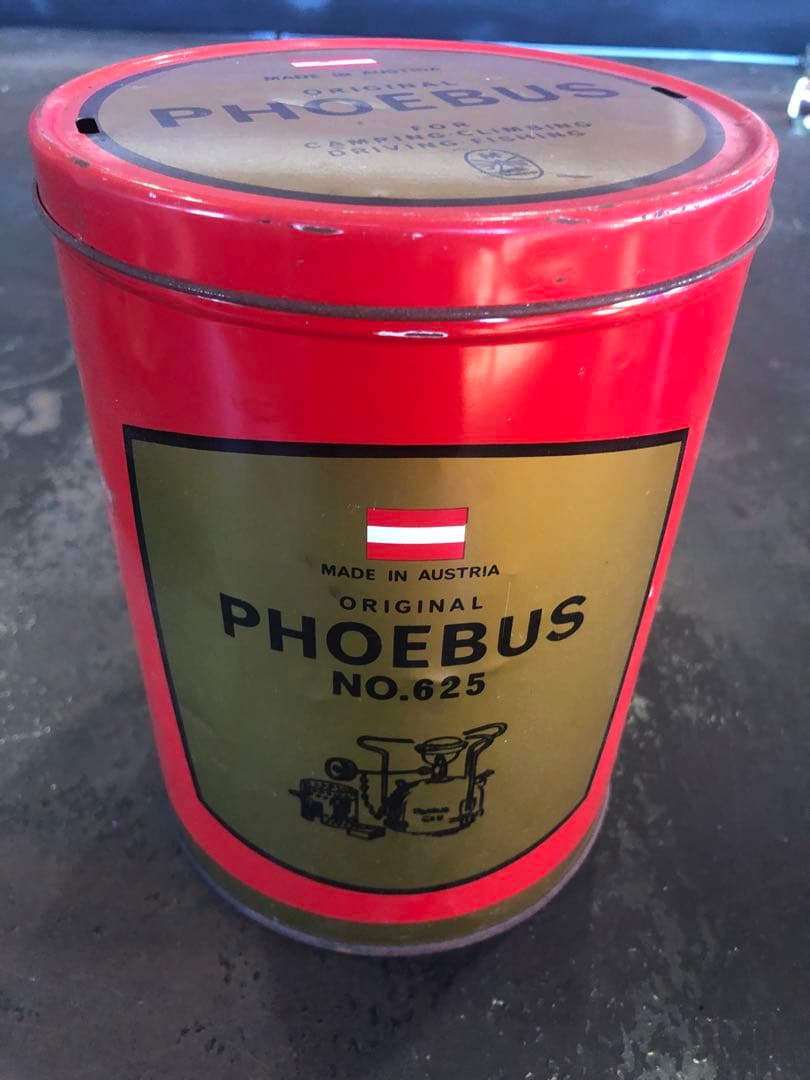 MADE IN AUSTRIA
ORIGINAL
PHOEBUS
FOR
CAMPING·CLIMBING
DRIVING·FISHING
MADE IN AUSTRIA
ORIGINAL
PHOEBUS
NO.625